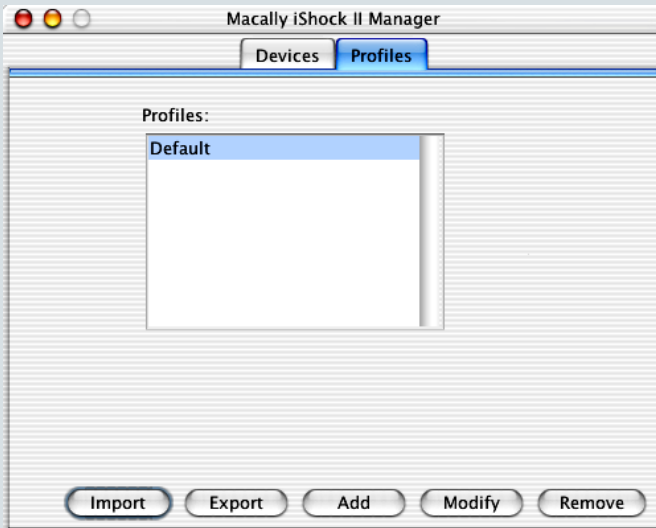 Macally iShock II Manager
Devices Profiles
Profiles:
Default
Import Export Add Modify Remove